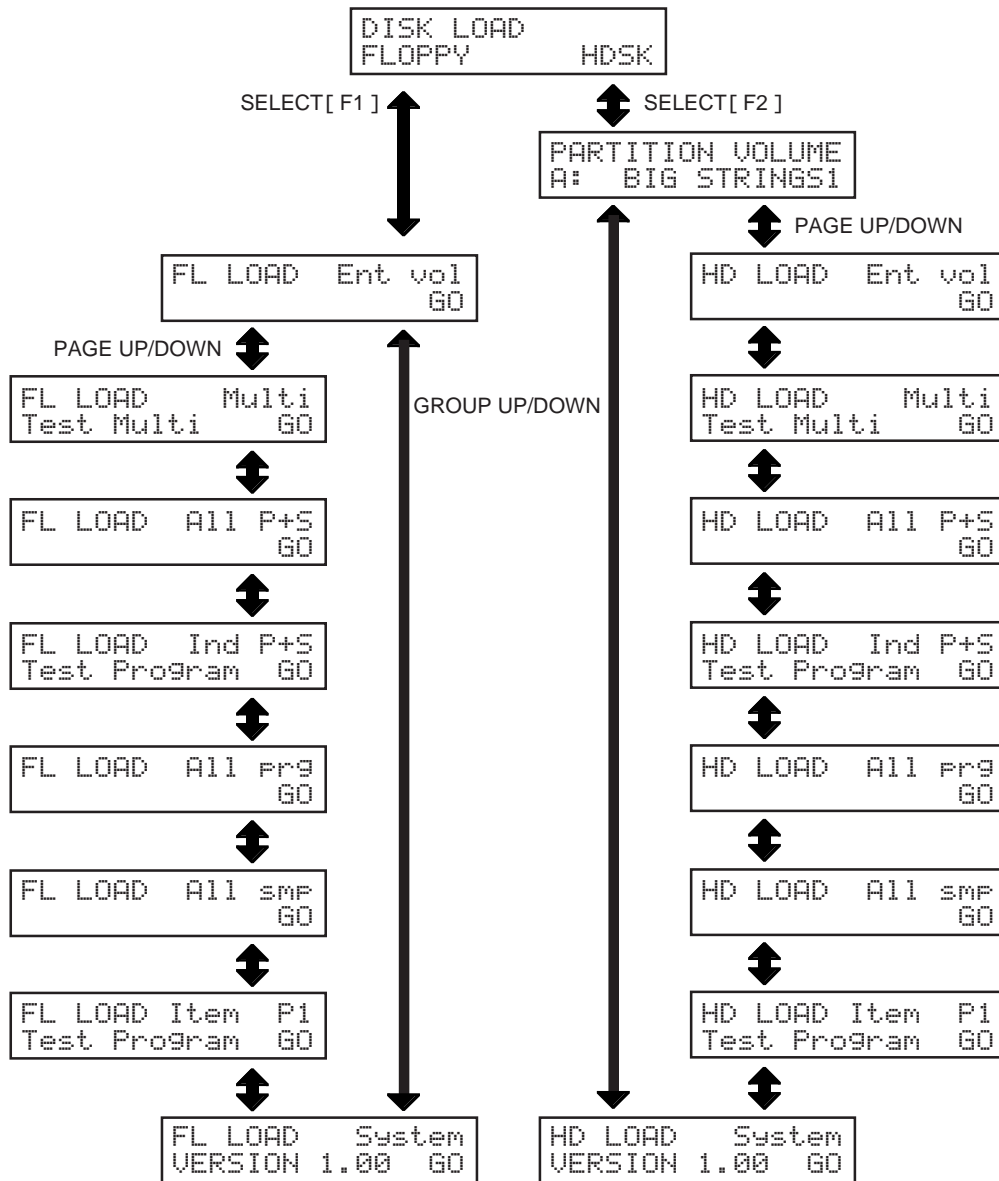 DISK LOAD
FLOPPY HDSK
SELECT[ F1 ]
SELECT[ F2 ]
PARTITION VOLUME
A: BIG STRINGS1
PAGE UP/DOWN
FL LOAD Ent vol
GO
HD LOAD Ent vol
GO
PAGE UP/DOWN
FL LOAD Multi
Test Multi GO
GROUP UP/DOWN
HD LOAD Multi
Test Multi GO
FL LOAD All P+S
GO
HD LOAD All P+S
GO
FL LOAD Ind P+S
Test Program GO
HD LOAD Ind P+S
Test Program GO
FL LOAD All prg
GO
HD LOAD All prg
GO
FL LOAD All smp
GO
HD LOAD All smp
GO
FL LOAD Item P1
Test Program GO
HD LOAD Item P1
Test Program GO
FL LOAD System
VERSION 1.00 GO
HD LOAD System
VERSION 1.00 GO